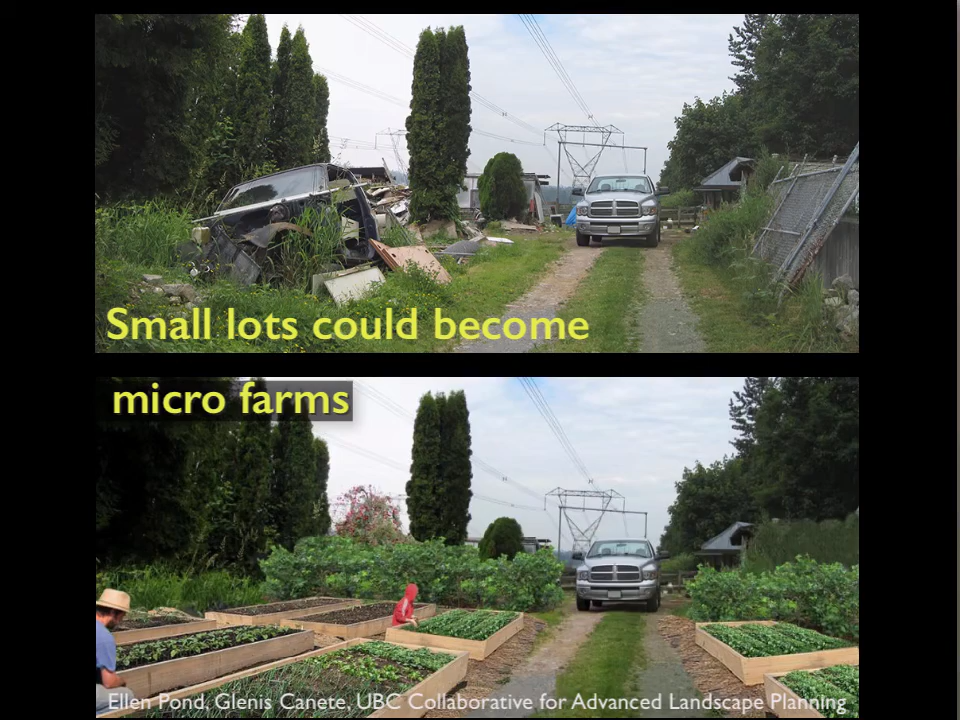 Small lots could become
micro farms
Ellen Pond, Glenis Canete, UBC Collaborative for Advanced Landscape Planning